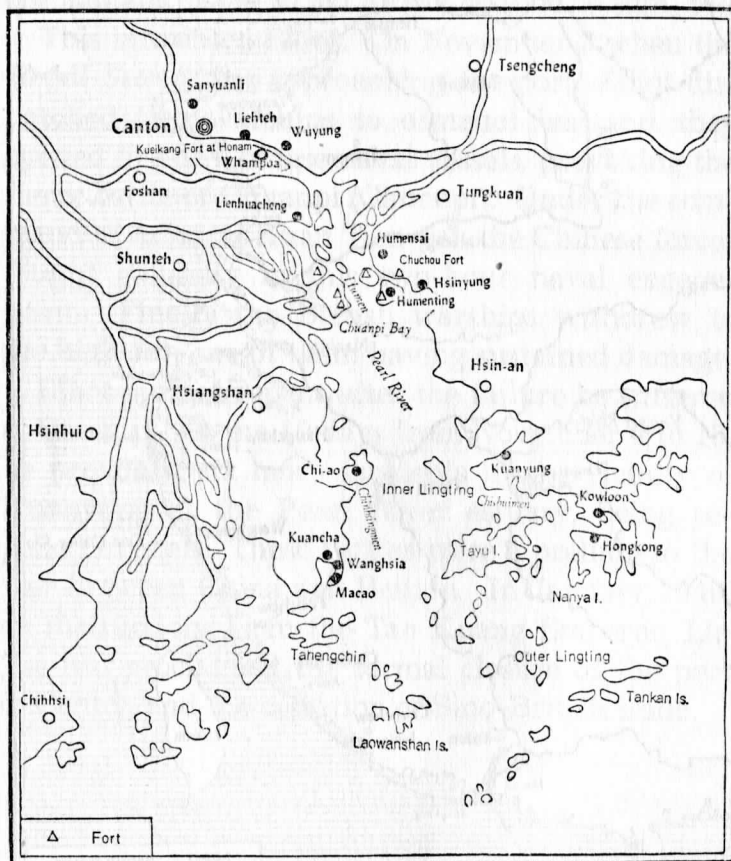 Tsengcheng
Sanyuanli
Canton
Liehteh
Wuyung
Kueikang Fort at Honam
Whampoa
Foshan
Tungkuan
Lienhuacheng
Humensai
Shunteh
Chuchou Fort
Hsinyung
Humen
Humenting
Chuanpi Bay
Pearl River
Hsin-an
Hsiangshan
Hsinhui
Kuanyung
Chi-ao
Inner Lingting
Kowloon
Tayu I.
Hongkong
Kuancha
Wanghsia
Macao
Nanya I.
Tahengchin
Outer Lingting
Tankan Is.
Chihhsi
Laowanshan Is.
Fort